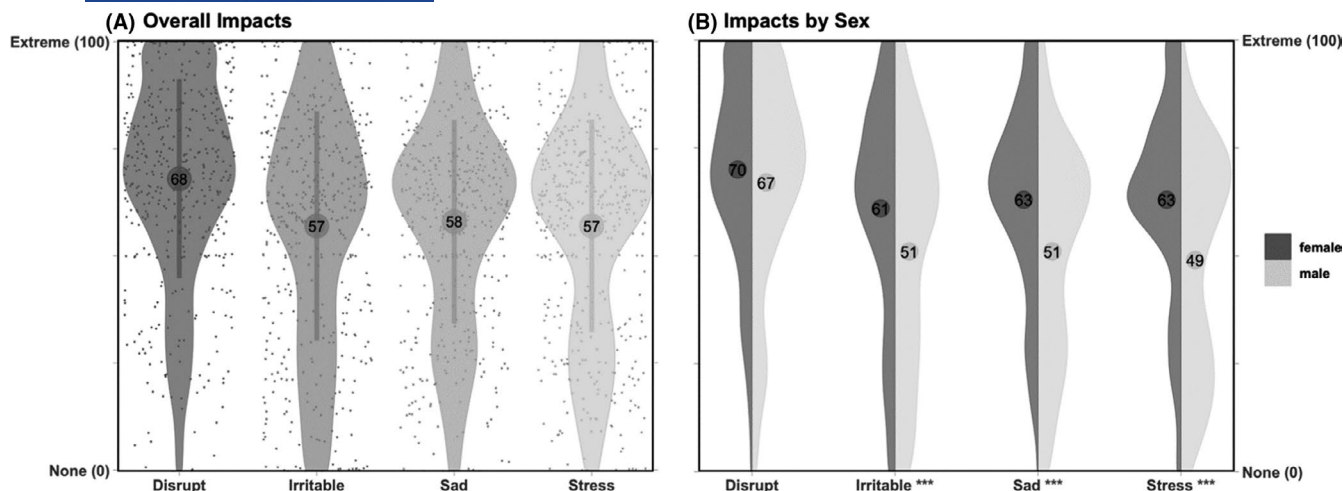 (A) Overall Impacts
Extreme (100)
68
57
58
57
None (0)
Disrupt Irritable Sad Stress
(B) Impacts by Sex
Extreme (100)
70
67
61
51
63
51
63
49
female
male
None (0)
Disrupt Irritable *** Sad *** Stress ***